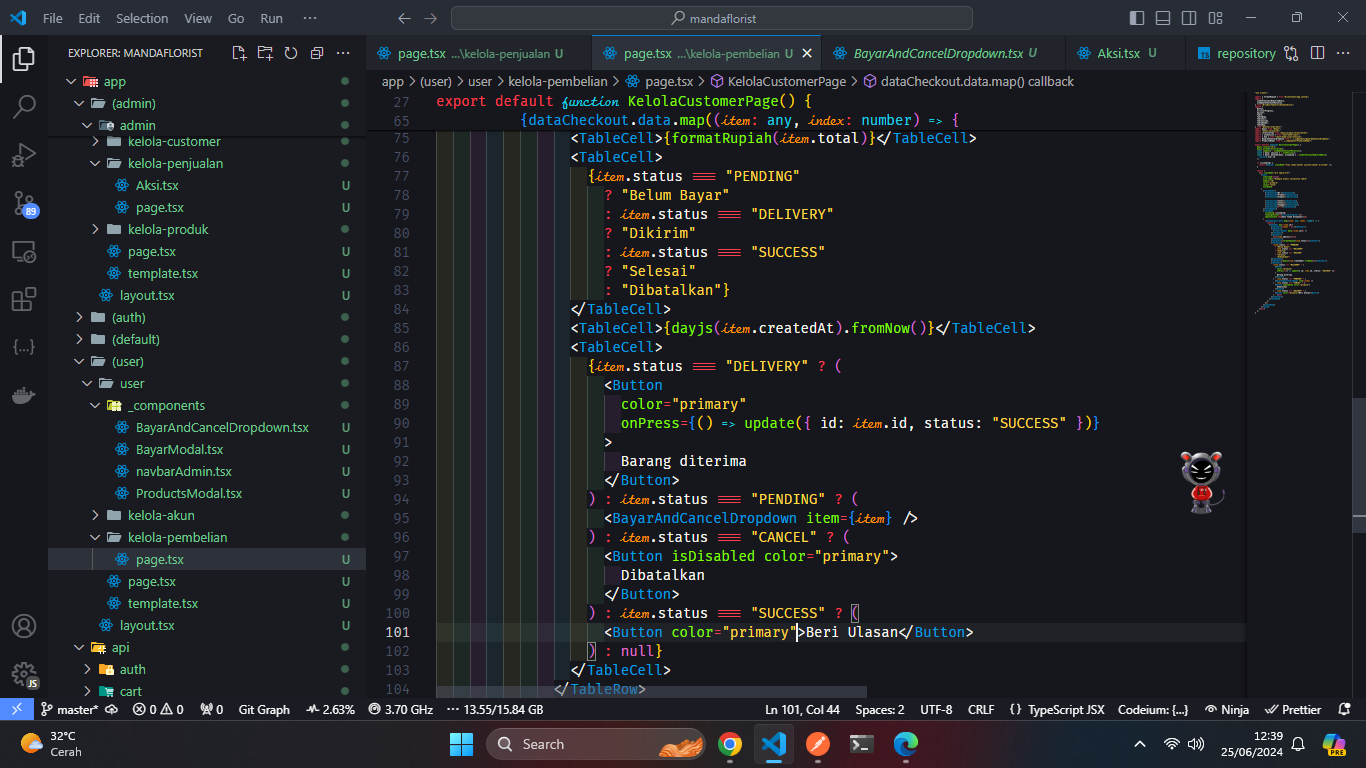 File Edit Selection View Go Run ··· mandaflorist
EXPLORER: MANDAFLORIST
page.tsx ...\kelola-penjualan U page.tsx ...\kelola-pembelian U BayarAndCancelDropdown.tsx U Aksi.tsx U repository
app > (user) > user > kelola-pembelian > page.tsx > KelolaCustomerPage > dataCheckout.data.map() callback
app
(admin)
admin
kelola-customer
kelola-penjualan
Aksi.tsx U
page.tsx U
kelola-produk
page.tsx U
template.tsx U
layout.tsx U
(auth)
(default)
(user)
user
_components
BayarAndCancelDropdown.tsx U
BayarModal.tsx U
navbarAdmin.tsx U
ProductsModal.tsx U
kelola-akun
kelola-pembelian
page.tsx U
page.tsx U
template.tsx U
layout.tsx U
api
auth
cart
89
JS
27 export default function KelolaCustomerPage() {
65 {dataCheckout.data.map((item: any, index: number) => {
75 <TableCell>{formatRupiah(item.total)}</TableCell>
76 <TableCell>
77 {item.status === "PENDING"
78 ? "Belum Bayar"
79 : item.status === "DELIVERY"
80 ? "Dikirim"
81 : item.status === "SUCCESS"
82 ? "Selesai"
83 : "Dibatalkan"}
84 </TableCell>
85 <TableCell>{dayjs(item.createdAt).fromNow()}</TableCell>
86 <TableCell>
87 {item.status === "DELIVERY" ? (
88 <Button
89 color="primary"
90 onPress={() => update({ id: item.id, status: "SUCCESS" })}
91 >
92 Barang diterima
93 </Button>
94 ) : item.status === "PENDING" ? (
95 <BayarAndCancelDropdown item={item} />
96 ) : item.status === "CANCEL" ? (
97 <Button isDisabled color="primary">
98 Dibatalkan
99 </Button>
100 ) : item.status === "SUCCESS" ? (
101 <Button color="primary">Beri Ulasan</Button>
102 ) : null}
103 </TableCell>
104 </TableRow>
master* 0 0 0 Git Graph 2.63% 3.70 GHz 13.55/15.84 GB Ln 101, Col 44 Spaces: 2 UTF-8 CRLF {} TypeScript JSX Codeium: {...} Ninja Prettier
32°C
Cerah
Search
12:39
25/06/2024
PRE